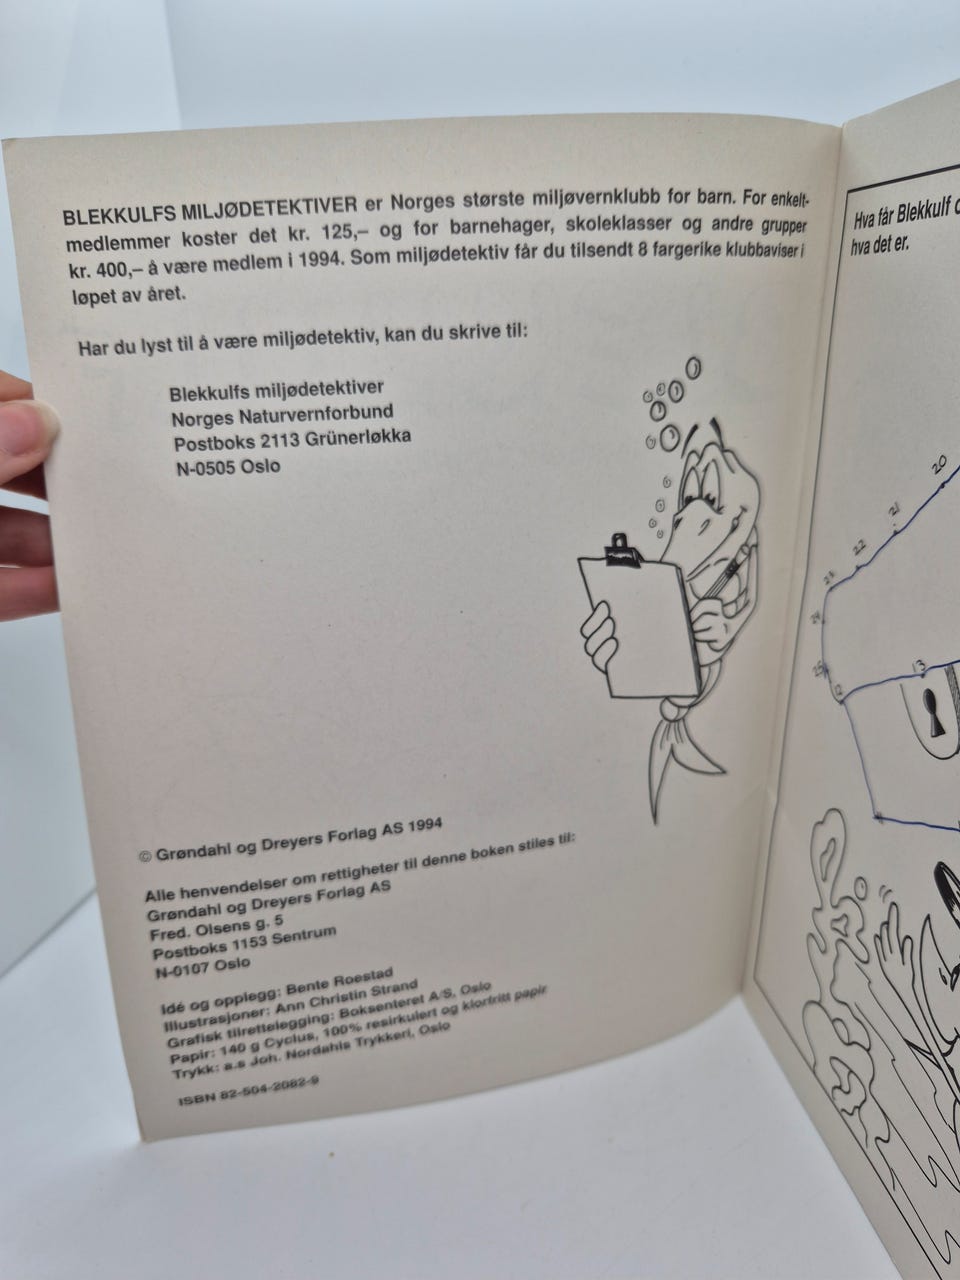 BLEKKULFS MILJØDETEKTIVER er Norges største miljøvernklubb for barn. For enkelt-
medlemmer koster det kr. 125,– og for barnehager, skoleklasser og andre grupper
kr. 400,– å være medlem i 1994. Som miljødetektiv får du tilsendt 8 fargerike klubbaviser i
løpet av året.
Har du lyst til å være miljødetektiv, kan du skrive til:
Blekkulfs miljødetektiver
Norges Naturvernforbund
Postboks 2113 Grünerløkka
N-0505 Oslo
© Grøndahl og Dreyers Forlag AS 1994
Alle henvendelser om rettigheter til denne boken stiles til:
Grøndahl og Dreyers Forlag AS
Fred. Olsens g. 5
Postboks 1153 Sentrum
N-0107 Oslo
Idé og opplegg: Bente Roestad
Illustrasjoner: Ann Christin Strand
Grafisk tilrettelegging: Boksenteret A/S, Oslo
Papir: 140 g Cyclus, 100% resirkulert og klorfritt papir
Trykk: a.s Joh. Nordahls Trykkeri, Oslo
ISBN 82-504-2082-9
Hva får Blekkulf
hva det er.
20
21
22
23
24
25
12
13